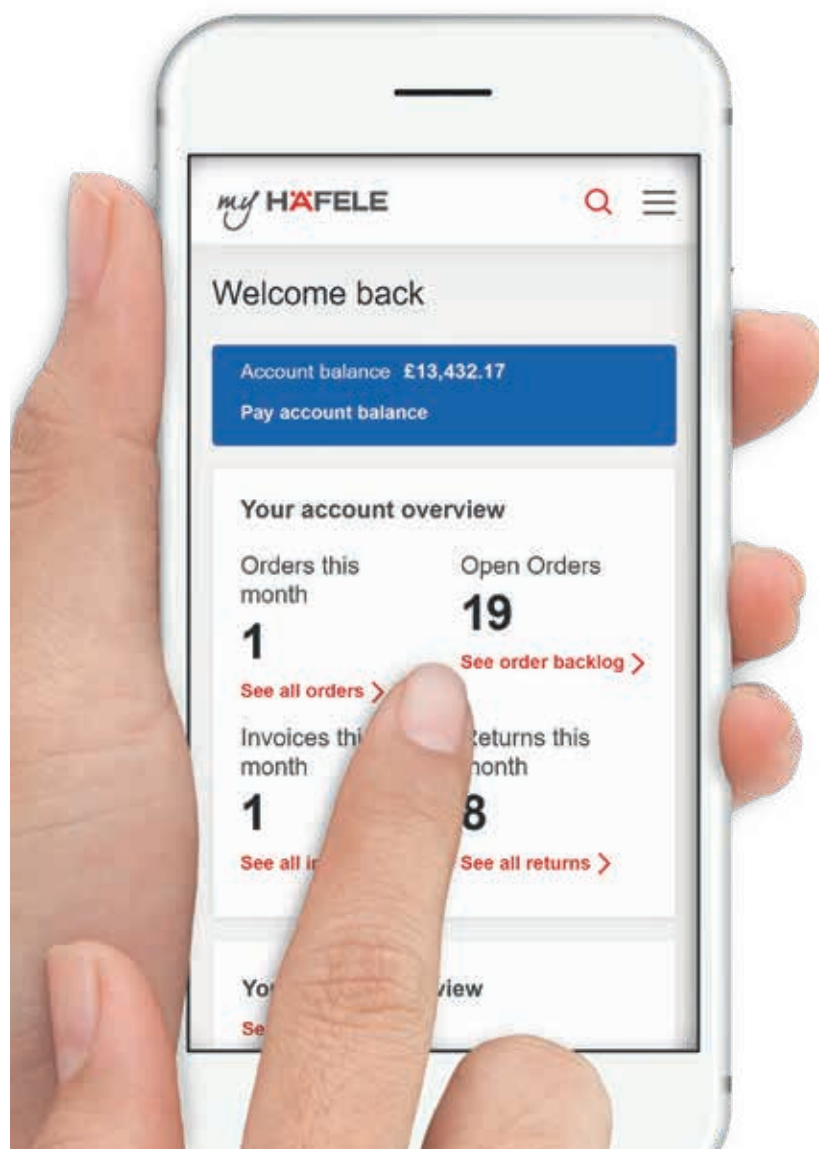 my HÄFELE
Welcome back
Account balance £13,432.17
Pay account balance
Your account overview
Orders this month
1
See all orders
Open Orders
19
See order backlog
Invoices
month
1
See all
Returns this
month
8
See all returns